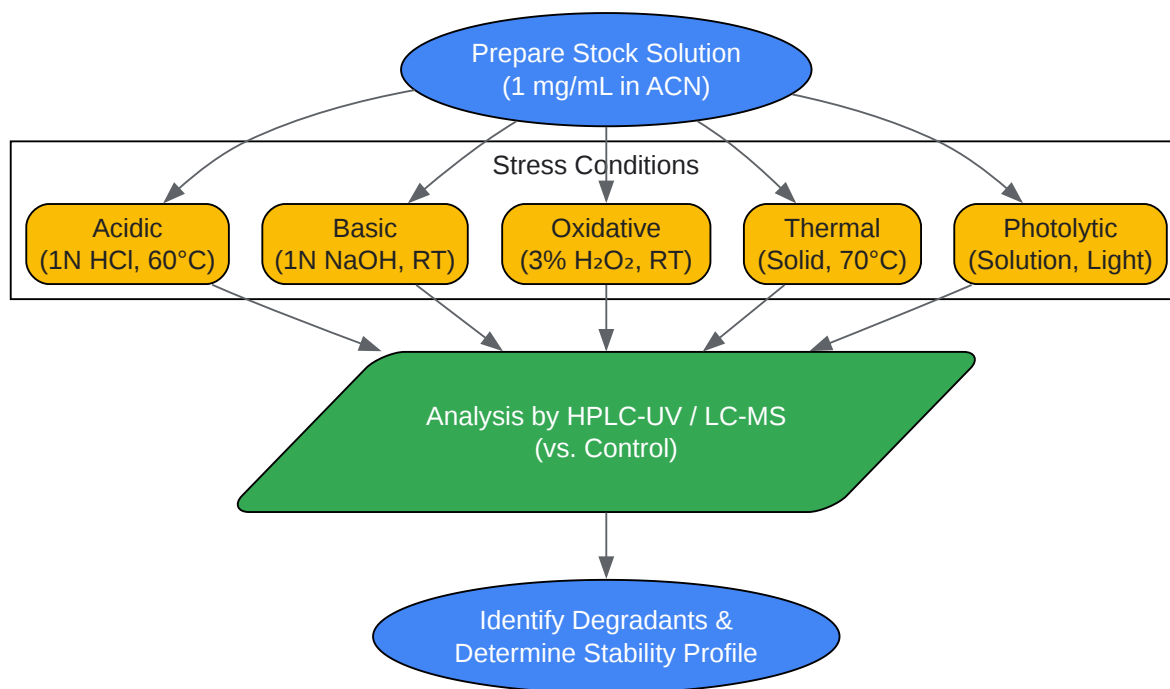 Prepare Stock Solution
(1 mg/mL in ACN)
Stress Conditions
Acidic
(1N HCl, 60°C)
Basic
(1N NaOH, RT)
Oxidative
(3% H₂O₂, RT)
Thermal
(Solid, 70°C)
Photolytic
(Solution, Light)
Analysis by HPLC-UV / LC-MS
(vs. Control)
Identify Degradants &
Determine Stability Profile